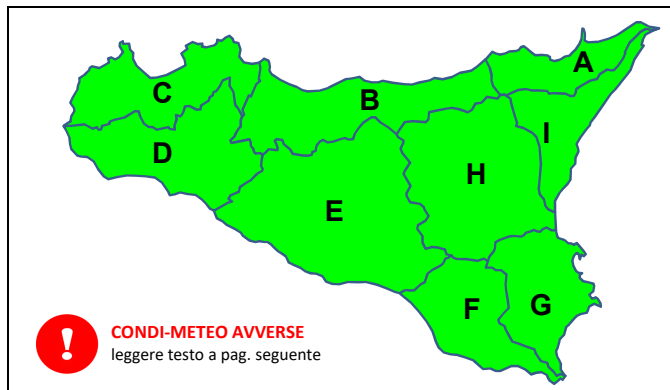 A
C
B
I
D
H
E
F
G
! CONDI-METEO AVVERSE
leggere testo a pag. seguente